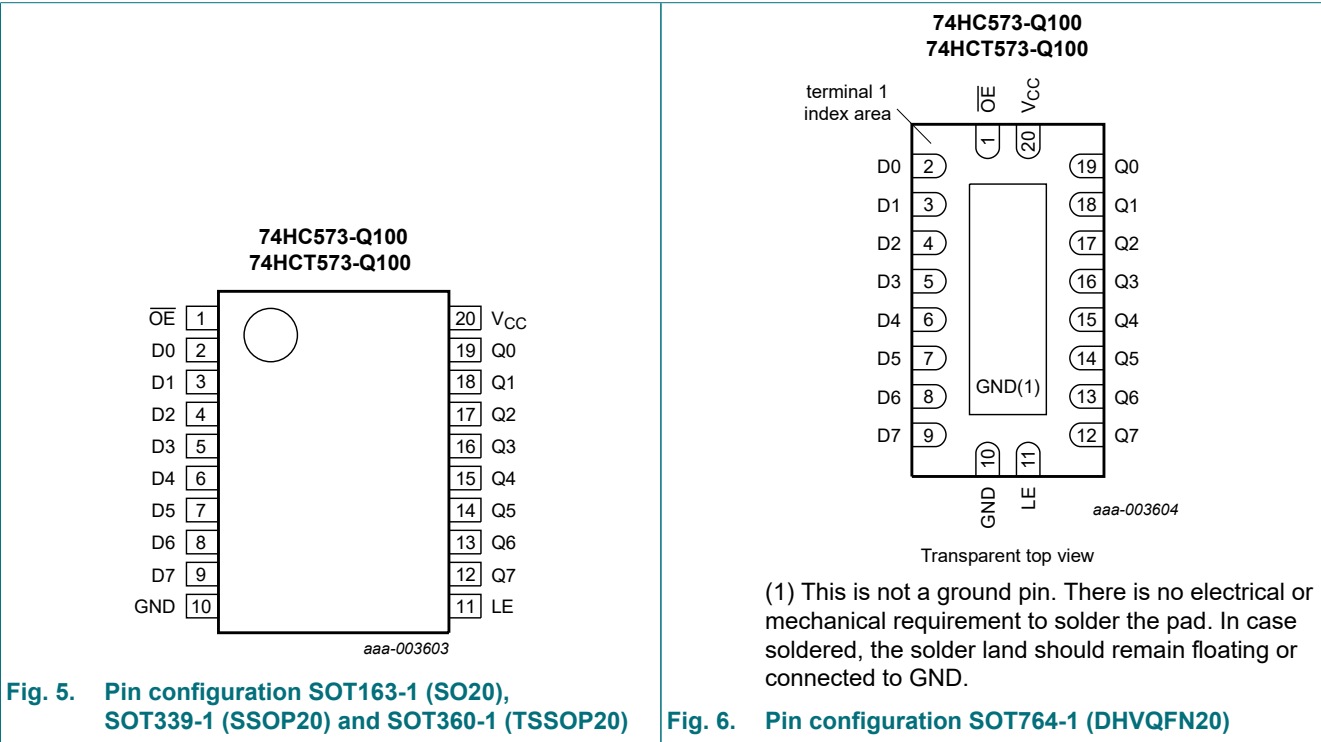 74HC573-Q100
74HCT573-Q100
OE 1
D0 2
D1 3
D2 4
D3 5
D4 6
D5 7
D6 8
D7 9
GND 10
20 VCC
19 Q0
18 Q1
17 Q2
16 Q3
15 Q4
14 Q5
13 Q6
12 Q7
11 LE
aaa-003603
Fig. 5. Pin configuration SOT163-1 (SO20),
SOT339-1 (SSOP20) and SOT360-1 (TSSOP20)
74HC573-Q100
74HCT573-Q100
terminal 1
index area
OE
VCC
1
20
D0 2
D1 3
D2 4
D3 5
D4 6
D5 7
D6 8
D7 9
19 Q0
18 Q1
17 Q2
16 Q3
15 Q4
14 Q5
13 Q6
12 Q7
GND(1)
10
11
GND
LE
aaa-003604
Transparent top view
(1) This is not a ground pin. There is no electrical or
mechanical requirement to solder the pad. In case
soldered, the solder land should remain floating or
connected to GND.
Fig. 6. Pin configuration SOT764-1 (DHVQFN20)